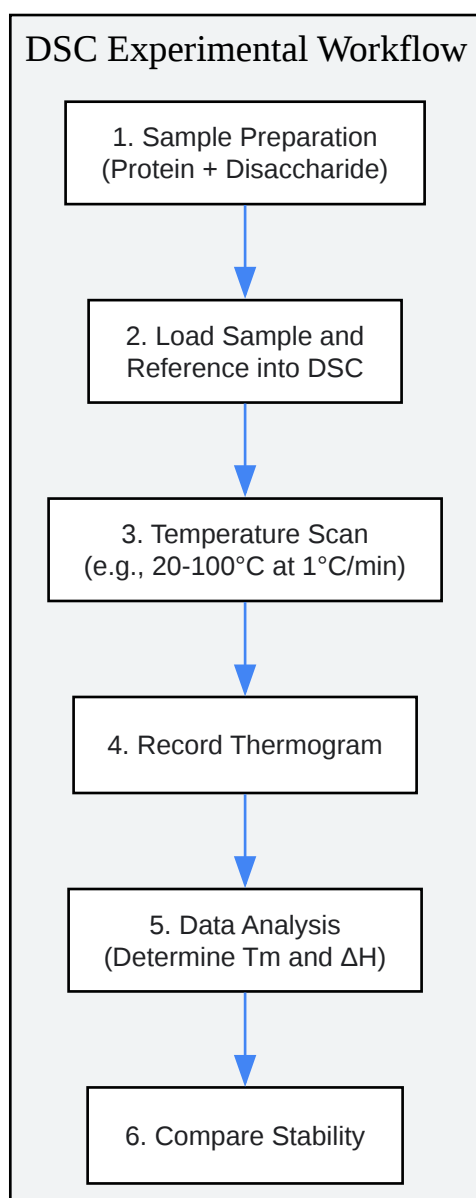 DSC Experimental Workflow
1. Sample Preparation
(Protein + Disaccharide)
2. Load Sample and
Reference into DSC
3. Temperature Scan
(e.g., 20-100°C at 1°C/min)
4. Record Thermogram
5. Data Analysis
(Determine Tm and ΔH)
6. Compare Stability